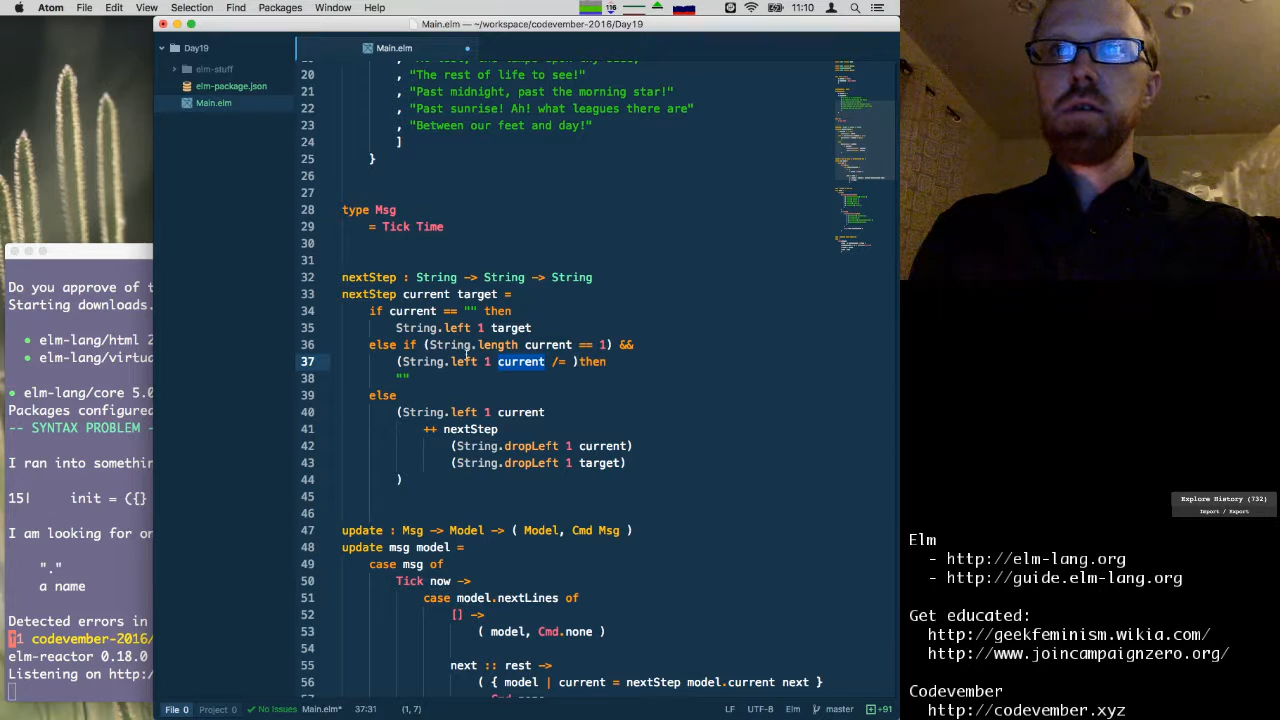 Atom File Edit View Selection Find Packages Window Help 116 11:10
Main.elm — ~/workspace/codevember-2016/Day19
Day19
elm-stuff
elm-package.json
Main.elm
Main.elm
20 , "The rest of life to see!"
21 , "Past midnight, past the morning star!"
22 , "Past sunrise! Ah! what leagues there are"
23 , "Between our feet and day!"
24 ]
25 }
26
27
28 type Msg
29 = Tick Time
30
31
32 nextStep : String -> String -> String
33 nextStep current target =
34 if current == "" then
35 String.left 1 target
36 else if (String.length current == 1) &&
37 (String.left 1 current /= )then
38 ""
39 else
40 (String.left 1 current
41 ++ nextStep
42 (String.dropLeft 1 current)
43 (String.dropLeft 1 target)
44 )
45
46
47 update : Msg -> Model -> ( Model, Cmd Msg )
48 update msg model =
49 case msg of
50 Tick now ->
51 case model.nextLines of
52 [] ->
53 ( model, Cmd.none )
54
55 next :: rest ->
56 ( { model | current = nextStep model.current next }
File 0 Project 0 No Issues Main.elm* 37:31 (1, 7) LF UTF-8 Elm master +91
Do you approve of t
Starting downloads.
● elm-lang/html 2
● elm-lang/virtua
● elm-lang/core 5.0
Packages configured
-- SYNTAX PROBLEM -
I ran into somethin
15| init = ({}
I am looking for on
"."
a name
Detected errors in
codevember-2016/
elm-reactor 0.18.0
Listening on http:/
Explore History (732)
Import / Export
Elm
- http://elm-lang.org
- http://guide.elm-lang.org
Get educated:
http://geekfeminism.wikia.com/
http://www.joincampaignzero.org/
Codevember
http://codevember.xyz